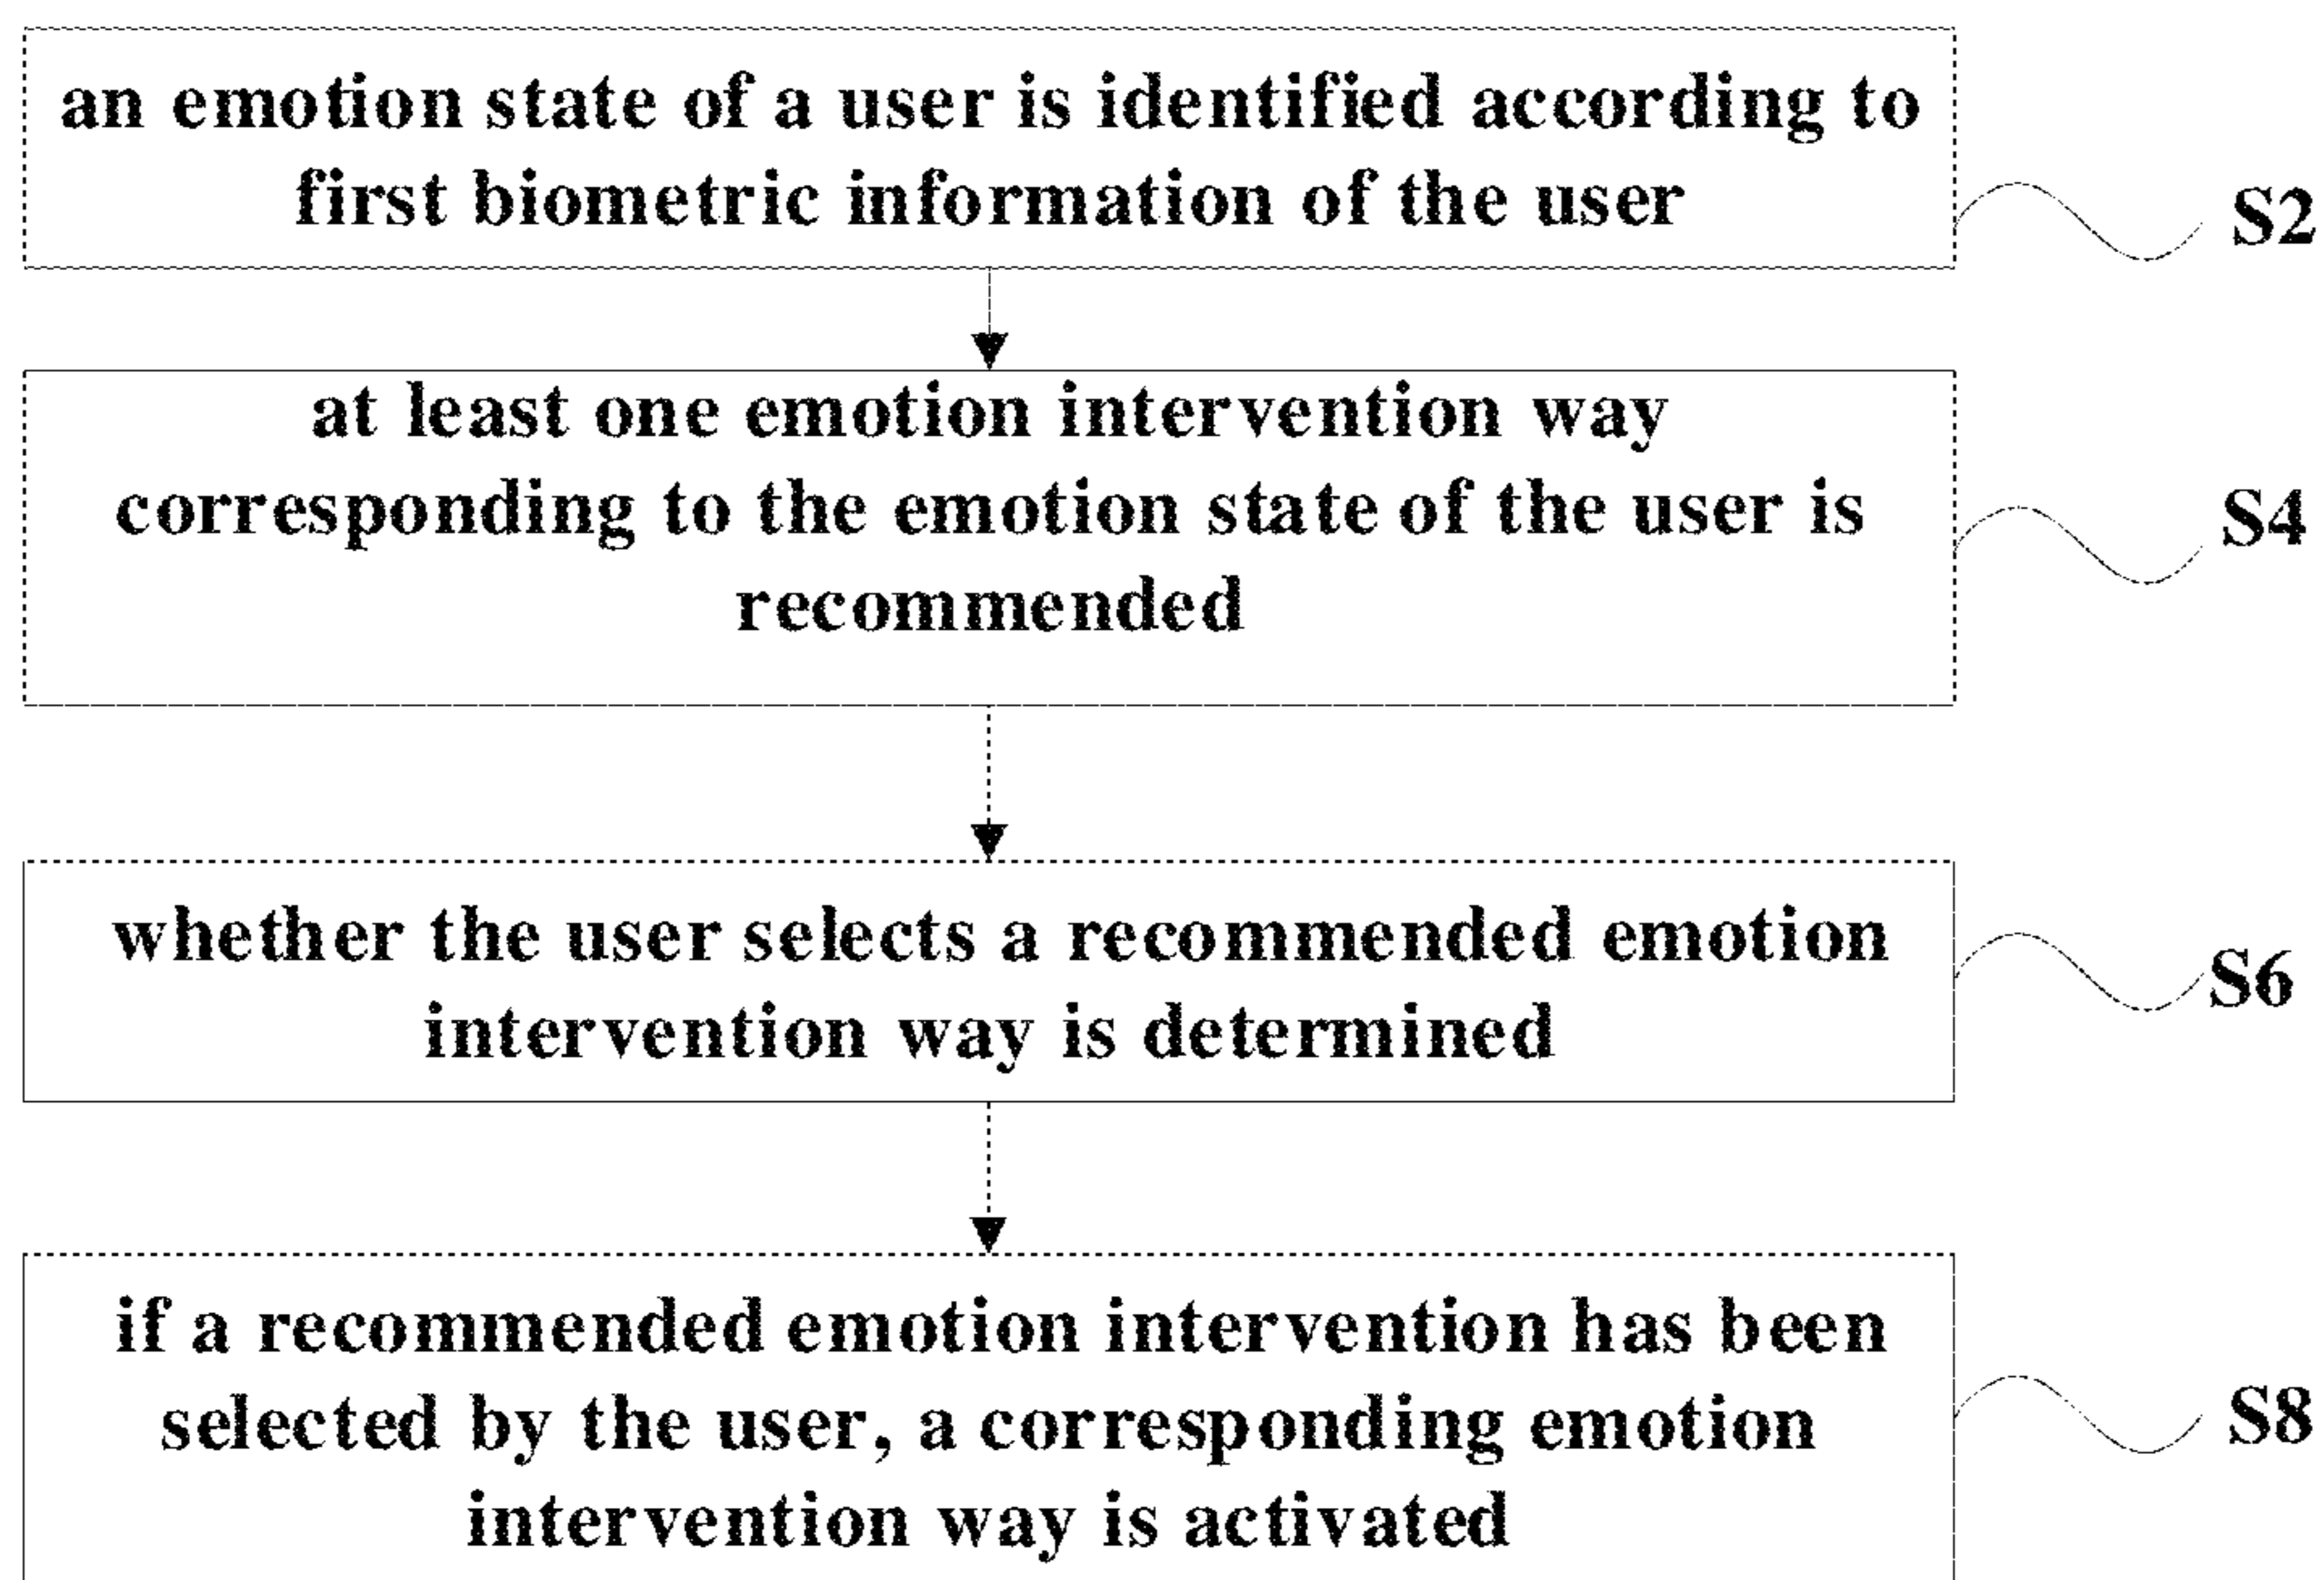 an emotion state of a user is identified according to
first biometric information of the user
S2
at least one emotion intervention way
corresponding to the emotion state of the user is
recommended
S4
whether the user selects a recommended emotion
intervention way is determined
S6
if a recommended emotion intervention has been
selected by the user, a corresponding emotion
intervention way is activated
S8